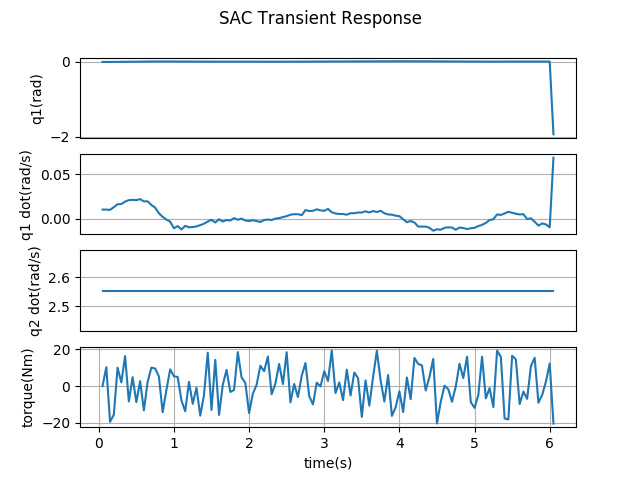 SAC Transient Response
0
−2
q1(rad)
0.05
0.00
q1 dot(rad/s)
2.6
2.5
q2 dot(rad/s)
20
0
−20
torque(Nm)
0 1 2 3 4 5 6
time(s)